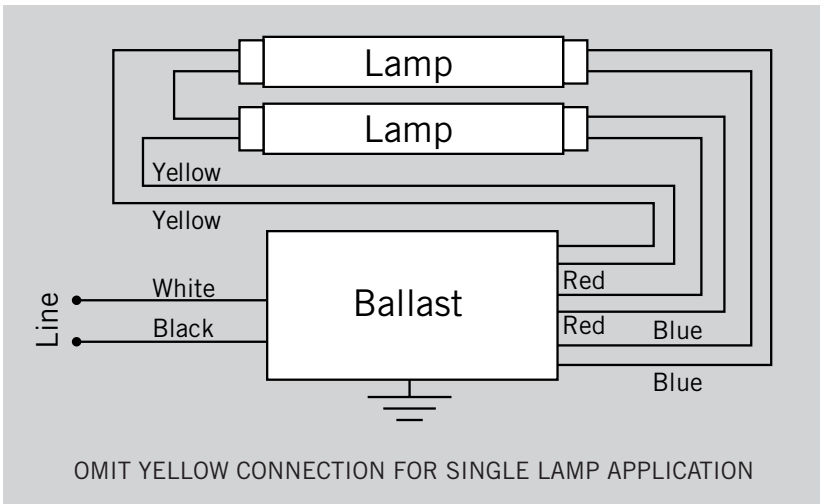 Lamp
Lamp
Yellow
Yellow
White
Line
Black
Ballast
Red
Red
Blue
Blue
OMIT YELLOW CONNECTION FOR SINGLE LAMP APPLICATION